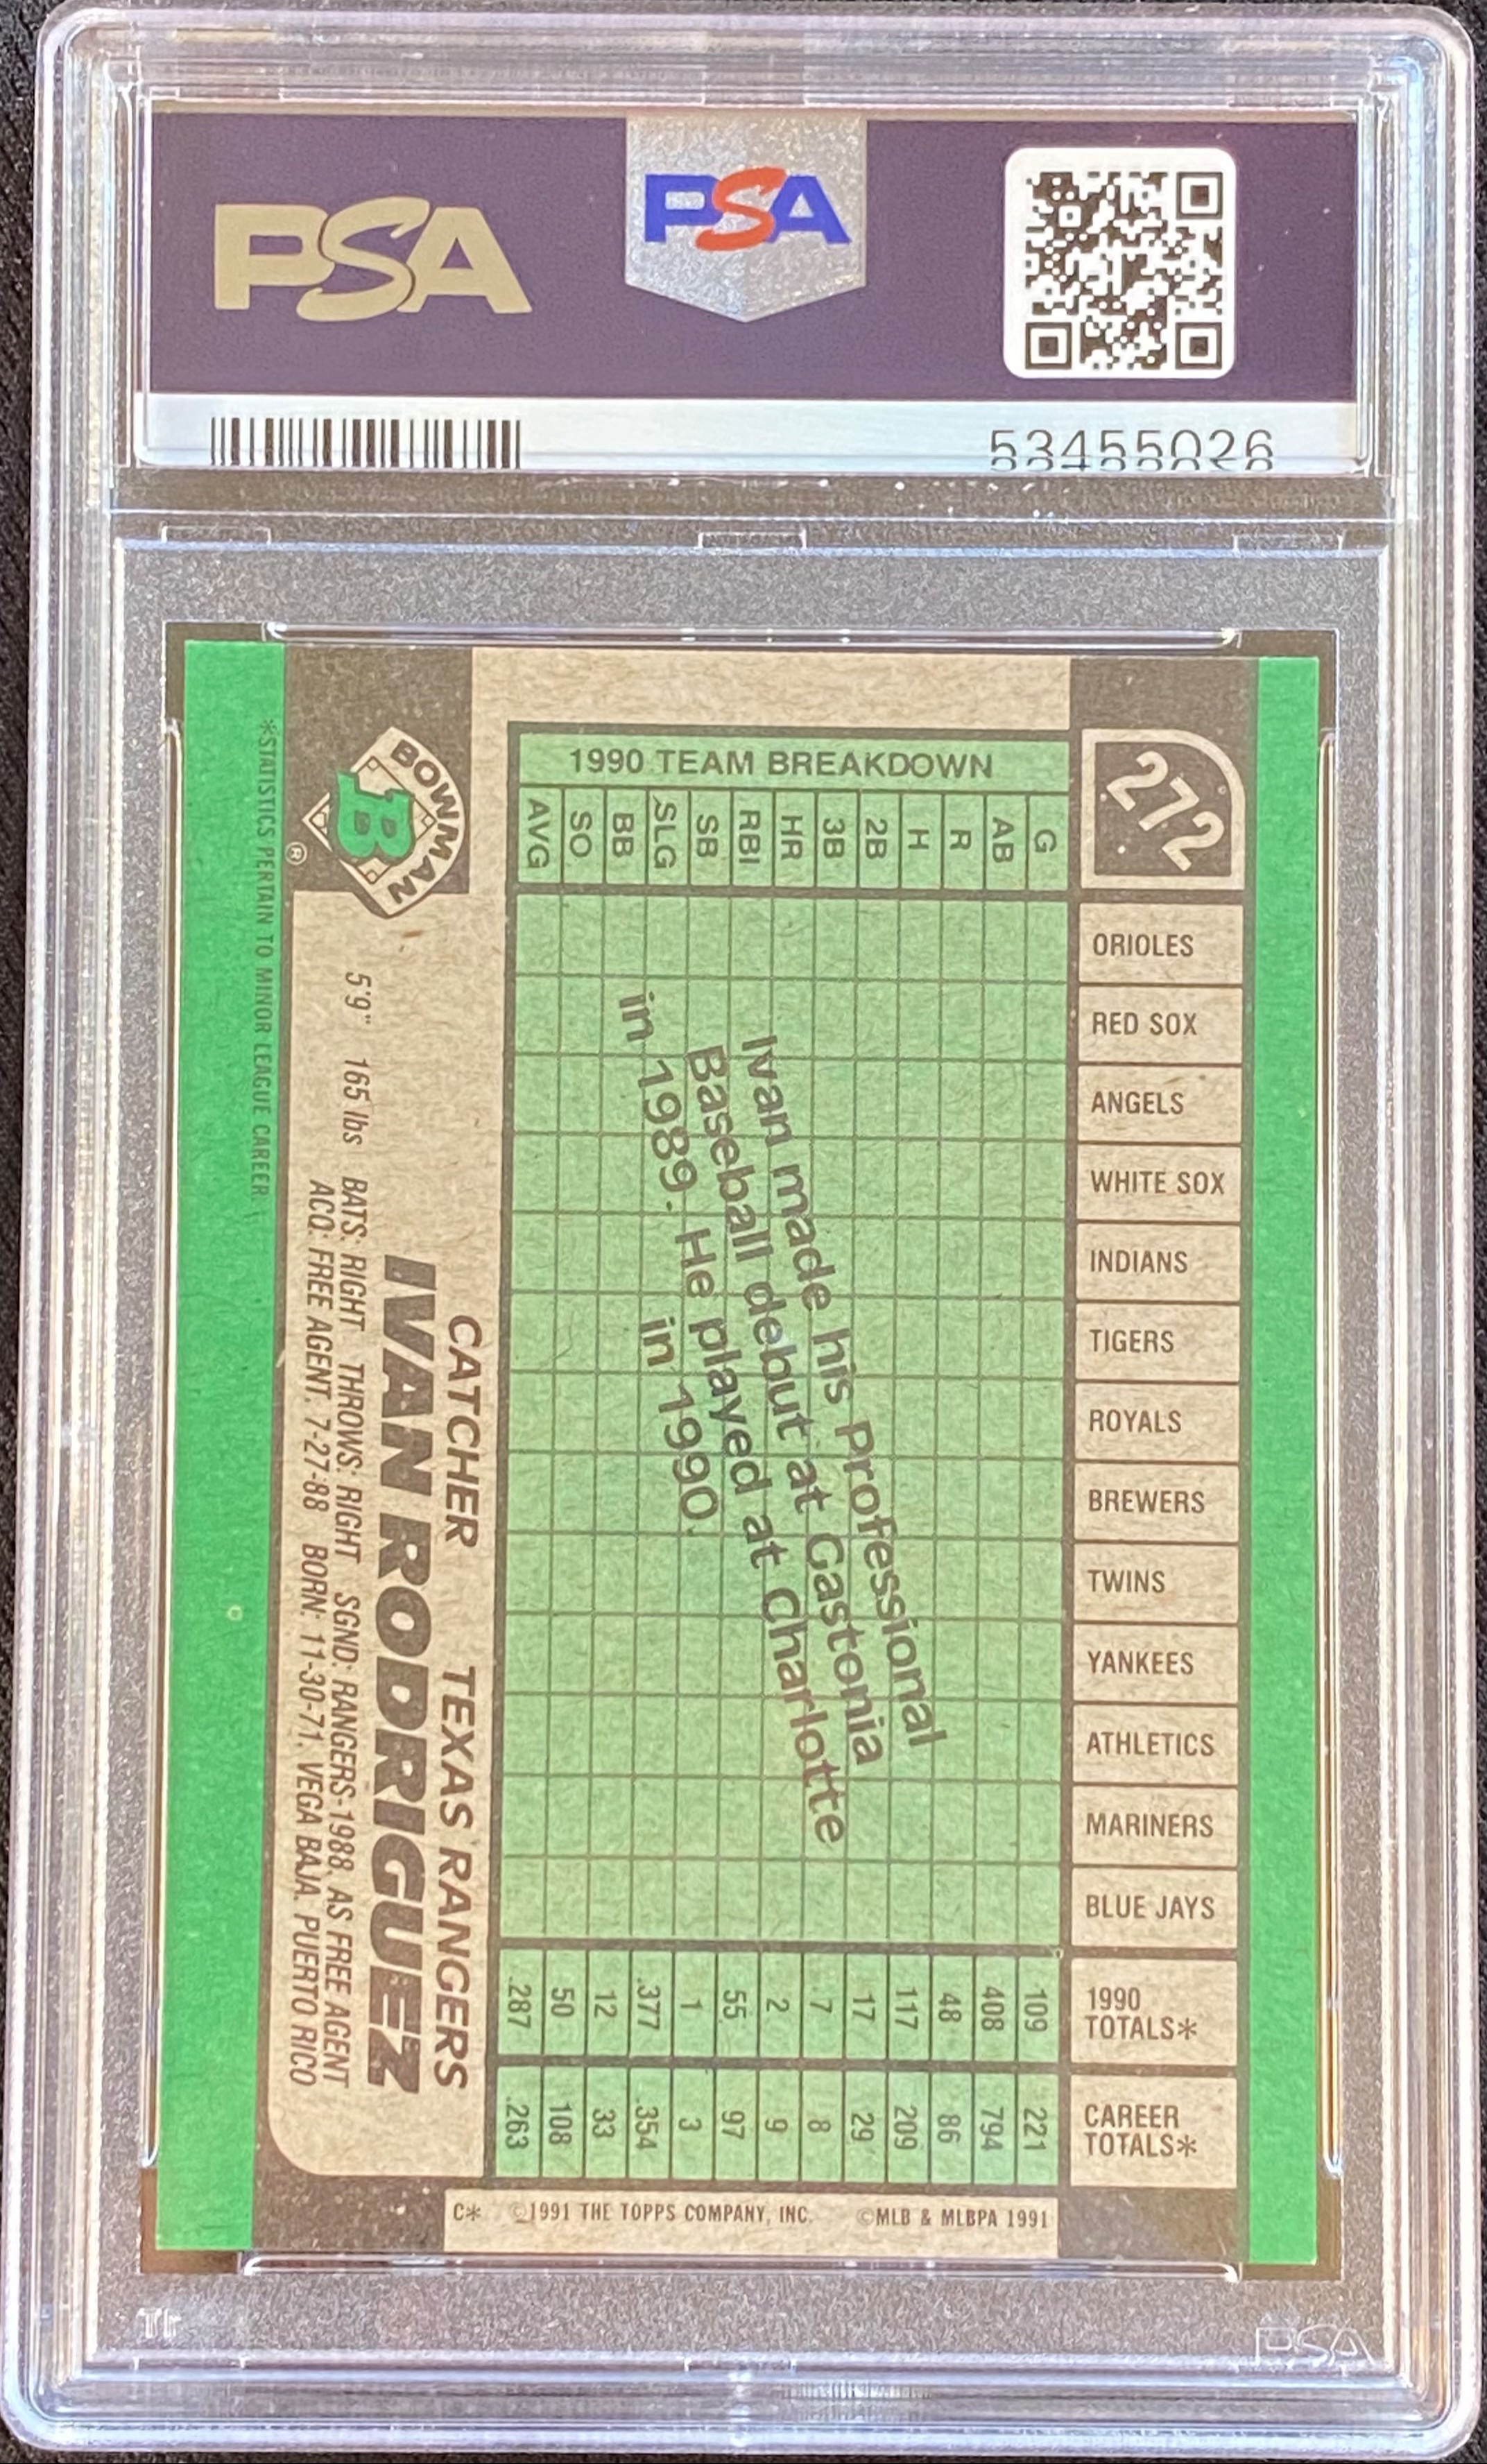 PSA
PSA
53455026
272
ORIOLES
RED SOX
ANGELS
WHITE SOX
INDIANS
TIGERS
ROYALS
BREWERS
TWINS
YANKEES
ATHLETICS
MARINERS
BLUE JAYS
1990
TOTALS*
CAREER
TOTALS*
1990 TEAM BREAKDOWN
G 109 221
AB 408 794
R 48 86
H 117 209
2B 17 29
3B 7 8
HR 2 9
RBI 55 97
SB 1 3
SLG .377 .354
BB 12 33
SO 50 108
AVG .287 .263
Ivan made his Professional
Baseball debut at Gastonia
in 1989. He played at Charlotte
in 1990.
BOWMAN
B
®
CATCHER TEXAS RANGERS
IVAN RODRIGUEZ
5'9" 165 lbs BATS: RIGHT THROWS: RIGHT SGND: RANGERS-1988, AS FREE AGENT
ACQ: FREE AGENT, 7-27-88 BORN: 11-30-71, VEGA BAJA, PUERTO RICO
*STATISTICS PERTAIN TO MINOR LEAGUE CAREER
C* ©1991 THE TOPPS COMPANY, INC. ©MLB & MLBPA 1991
PSA